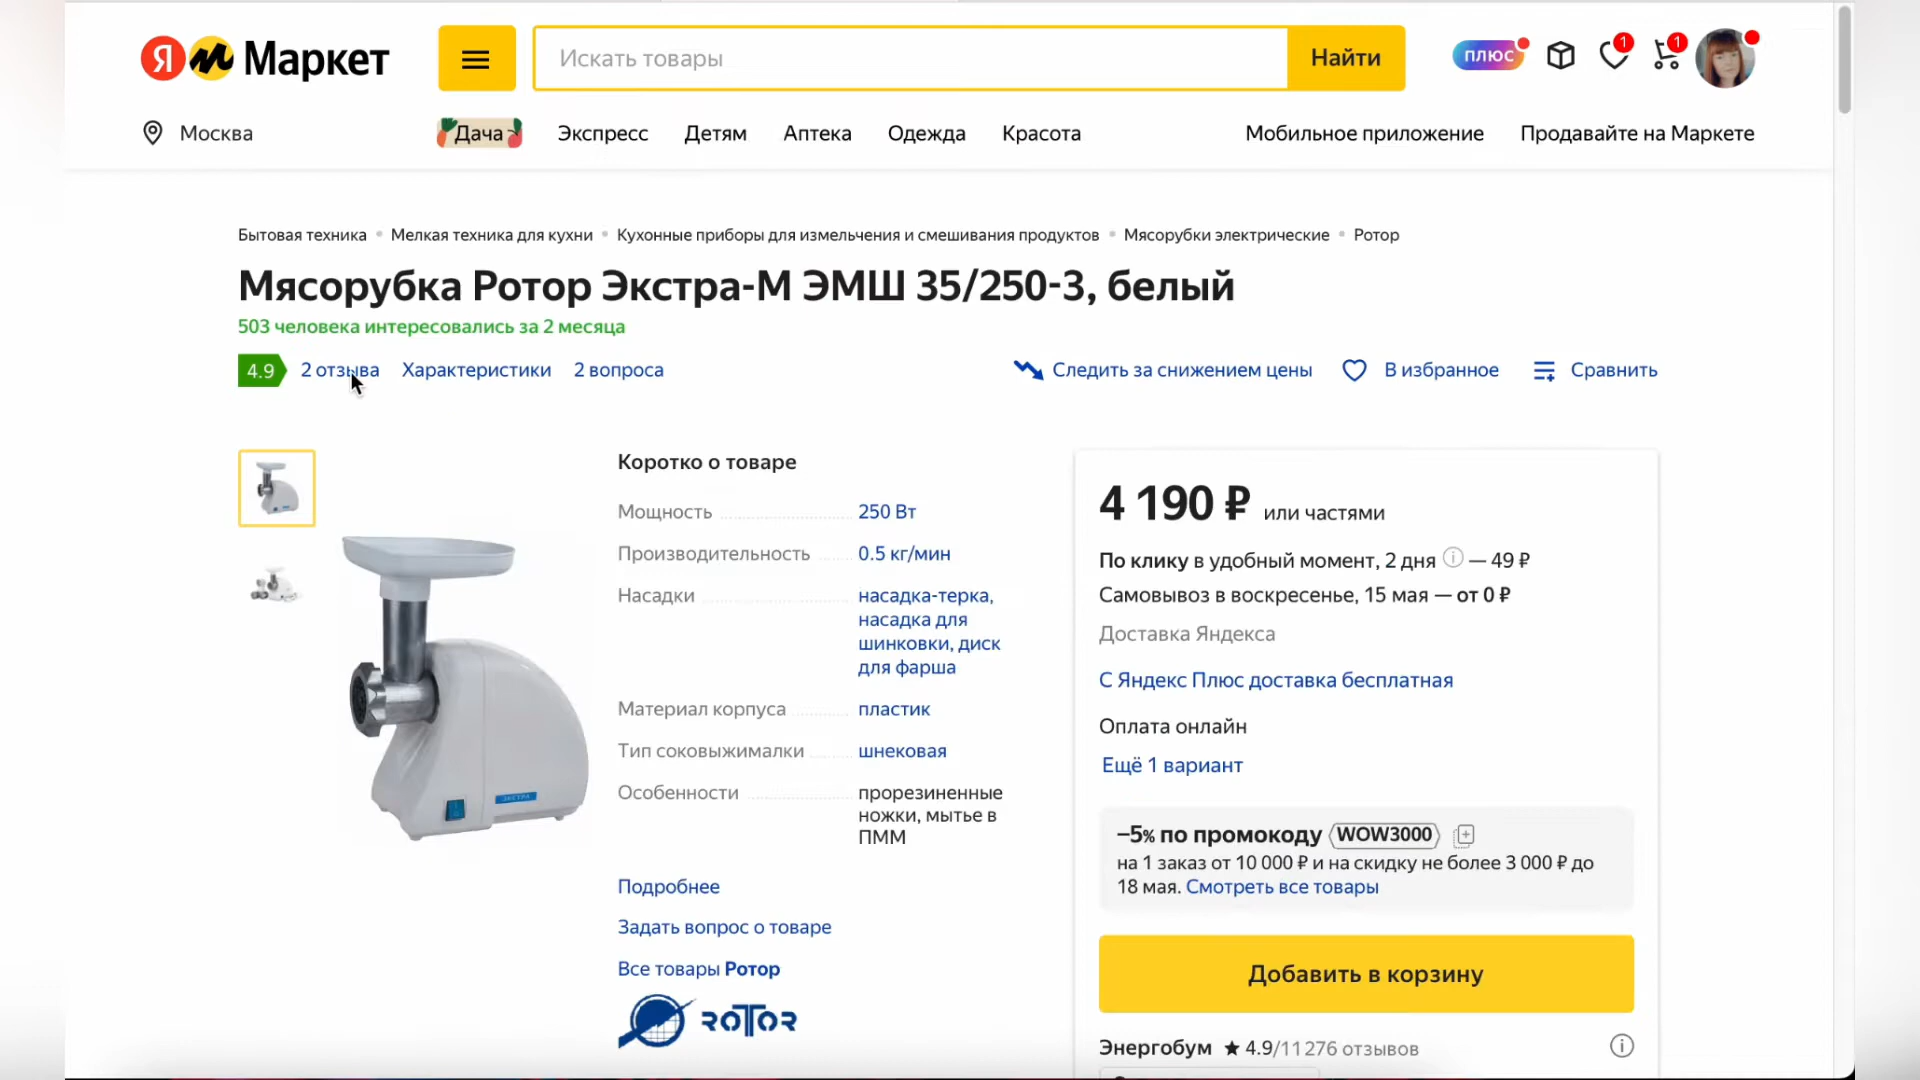 Я Маркет
Искать товары
Найти
плюс
1
1
Москва
Дача
Экспресс
Детям
Аптека
Одежда
Красота
Мобильное приложение
Продавайте на Маркете
Бытовая техника • Мелкая техника для кухни • Кухонные приборы для измельчения и смешивания продуктов • Мясорубки электрические • Ротор
Мясорубка Ротор Экстра-М ЭМШ 35/250-3, белый
503 человека интересовались за 2 месяца
4.9 2 отзыва Характеристики 2 вопроса
Следить за снижением цены В избранное Сравнить
Коротко о товаре
Мощность 250 Вт
Производительность 0.5 кг/мин
Насадки насадка-терка,
насадка для
шинковки, диск
для фарша
Материал корпуса пластик
Тип соковыжималки шнековая
Особенности прорезиненные
ножки, мытье в
ПММ
Подробнее
Задать вопрос о товаре
Все товары Ротор
ROTOR
ЭКСТРА
4 190 ₽ или частями
По клику в удобный момент, 2 дня — 49 ₽
Самовывоз в воскресенье, 15 мая — от 0 ₽
Доставка Яндекса
С Яндекс Плюс доставка бесплатная
Оплата онлайн
Ещё 1 вариант
−5% по промокоду WOW3000
на 1 заказ от 10 000 ₽ и на скидку не более 3 000 ₽ до
18 мая. Смотреть все товары
Добавить в корзину
Энергобум ★ 4.9/11 276 отзывов